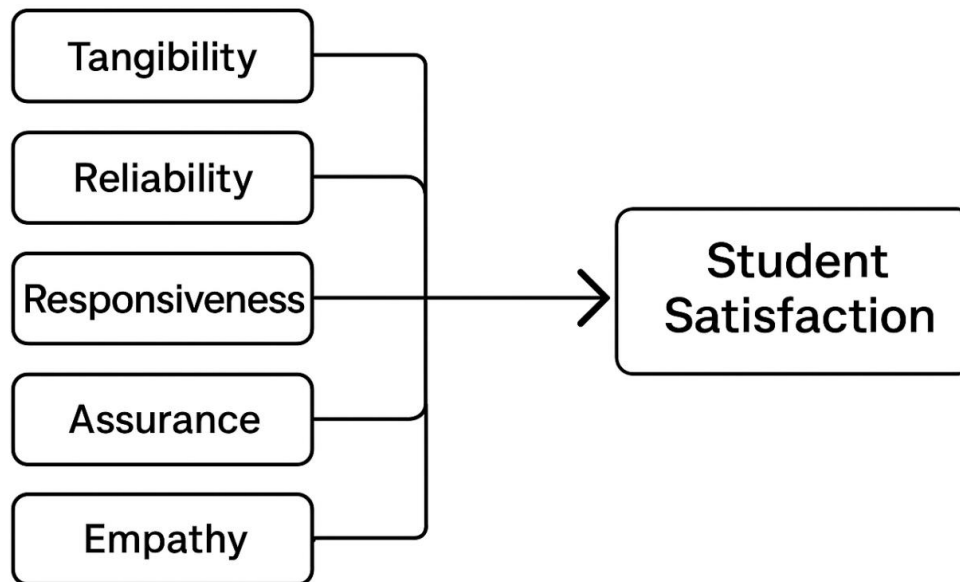 Tangibility
Reliability
Responsiveness
Assurance
Empathy
Student
Satisfaction